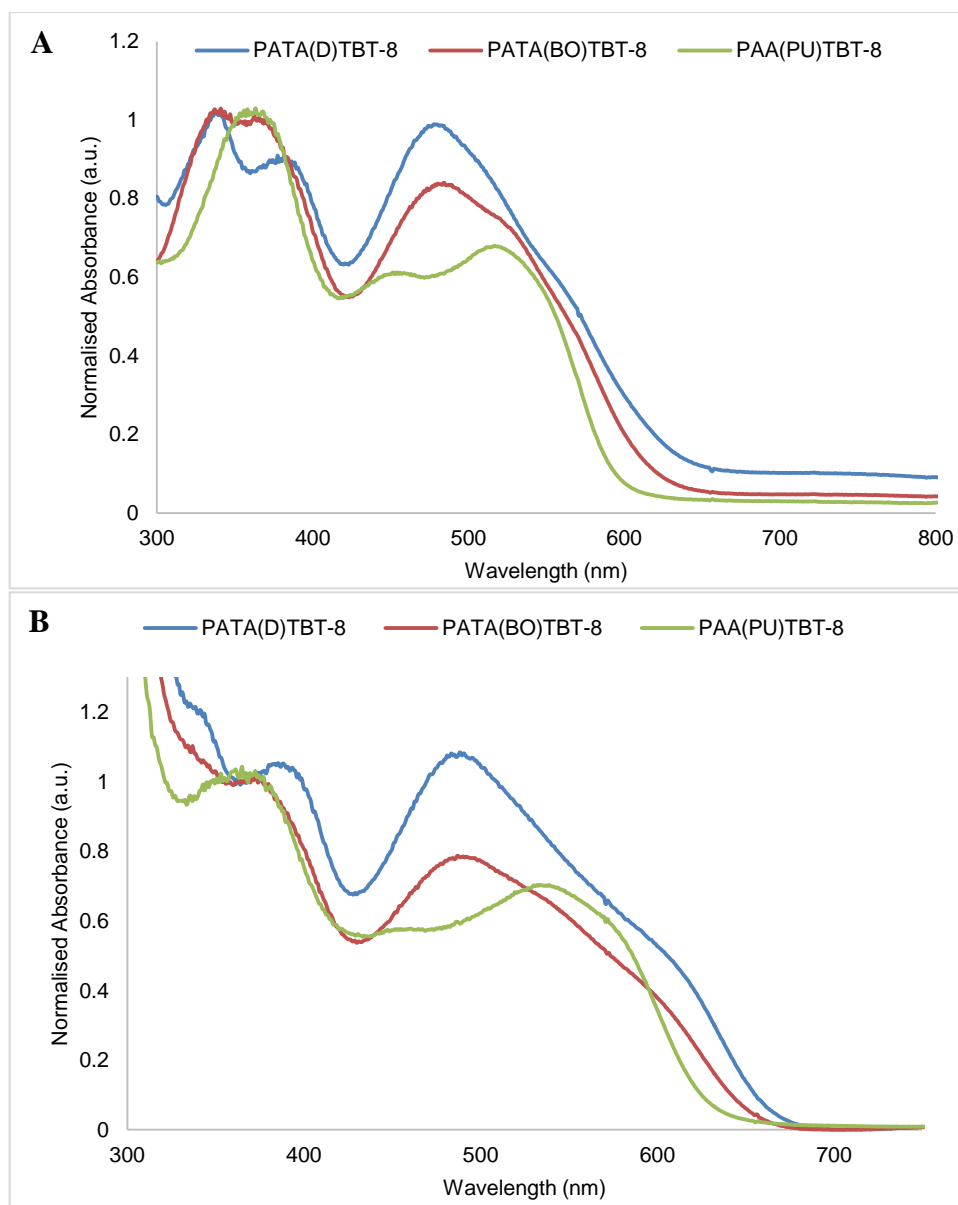 A
PATA(D)TBT-8 PATA(BO)TBT-8 PAA(PU)TBT-8
1.2
1
0.8
0.6
0.4
0.2
0
Normalised Absorbance (a.u.)
300 400 500 600 700 800
Wavelength (nm)
B
PATA(D)TBT-8 PATA(BO)TBT-8 PAA(PU)TBT-8
1.2
1
0.8
0.6
0.4
0.2
0
Normalised Absorbance (a.u.)
300 400 500 600 700
Wavelength (nm)